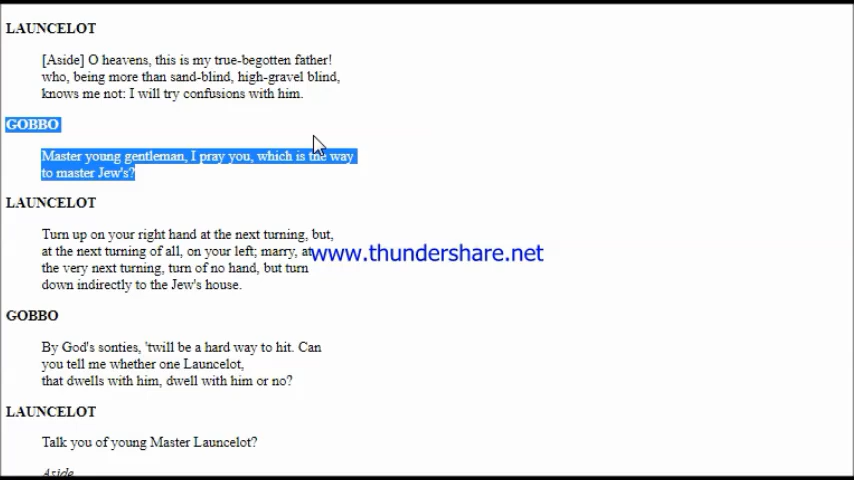 LAUNCELOT
[Aside] O heavens, this is my true-begotten father!
who, being more than sand-blind, high-gravel blind,
knows me not: I will try confusions with him.
GOBBO
Master young gentleman, I pray you, which is the way
to master Jew's?
LAUNCELOT
Turn up on your right hand at the next turning, but,
at the next turning of all, on your left; marry, at
the very next turning, turn of no hand, but turn
down indirectly to the Jew's house.
www.thundershare.net
GOBBO
By God's sonties, 'twill be a hard way to hit. Can
you tell me whether one Launcelot,
that dwells with him, dwell with him or no?
LAUNCELOT
Talk you of young Master Launcelot?
Aside